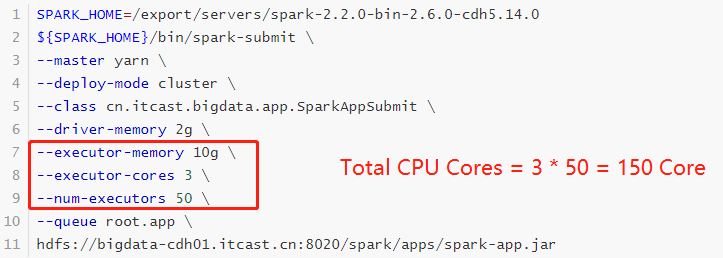 1 SPARK_HOME=/export/servers/spark-2.2.0-bin-2.6.0-cdh5.14.0
2 ${SPARK_HOME}/bin/spark-submit \
3 --master yarn \
4 --deploy-mode cluster \
5 --class cn.itcast.bigdata.app.SparkAppSubmit \
6 --driver-memory 2g \
7 --executor-memory 10g \
8 --executor-cores 3 \
9 --num-executors 50 \
10 --queue root.app \
11 hdfs://bigdata-cdh01.itcast.cn:8020/spark/apps/spark-app.jar
Total CPU Cores = 3 * 50 = 150 Core